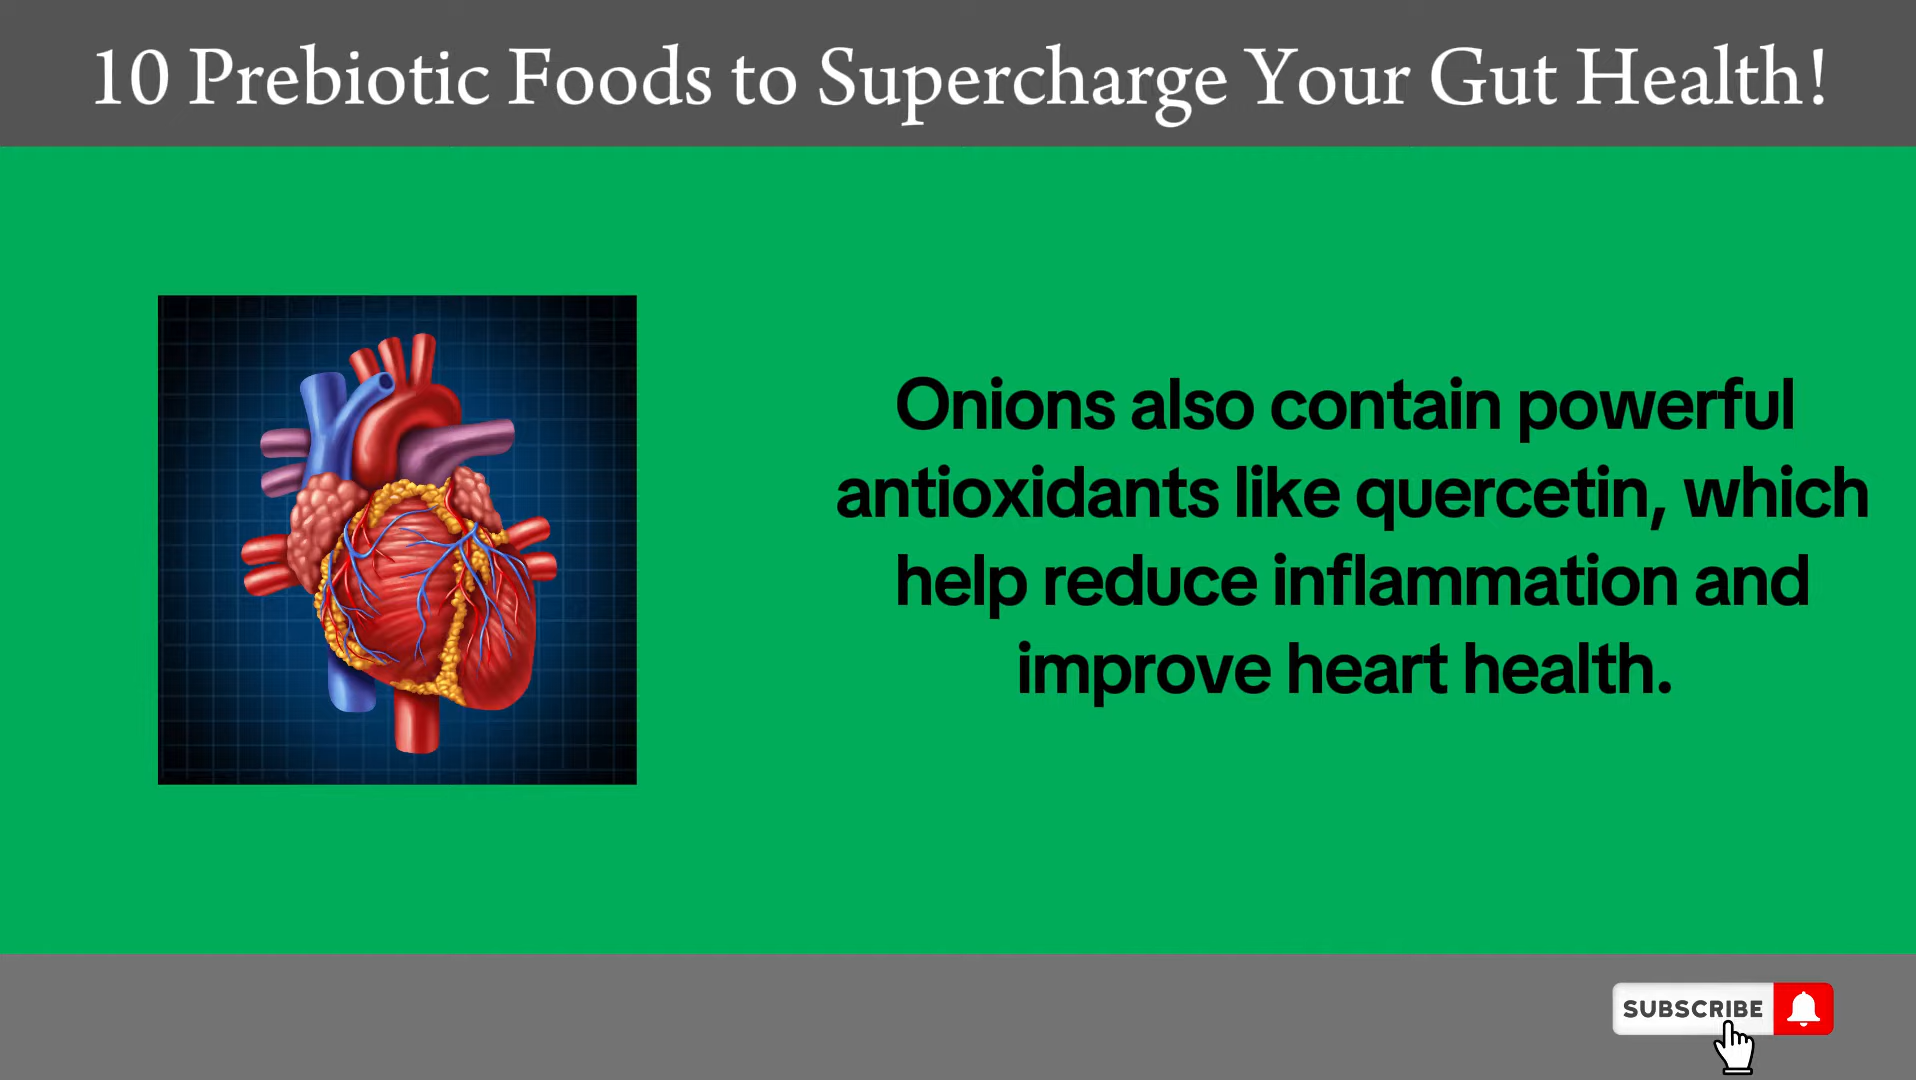 10 Prebiotic Foods to Supercharge Your Gut Health!
Onions also contain powerful
antioxidants like quercetin, which
help reduce inflammation and
improve heart health.
SUBSCRIBE